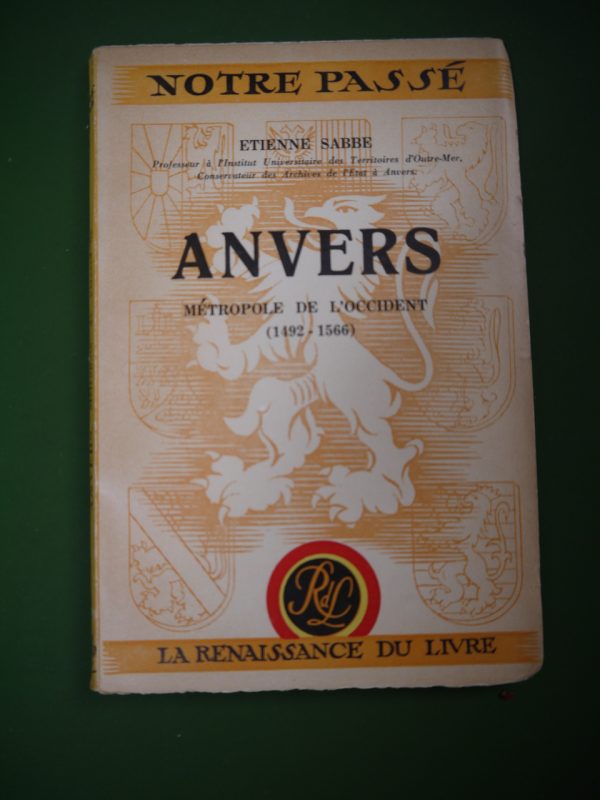 NOTRE PASSÉ
ETIENNE SABBE
Professeur à l'Institut Universitaire des Territoires d'Outre-Mer,
Conservateur des Archives de l'État à Anvers.
ANVERS
MÉTROPOLE DE L'OCCIDENT
(1492 - 1566)
RdL
LA RENAISSANCE DU LIVRE